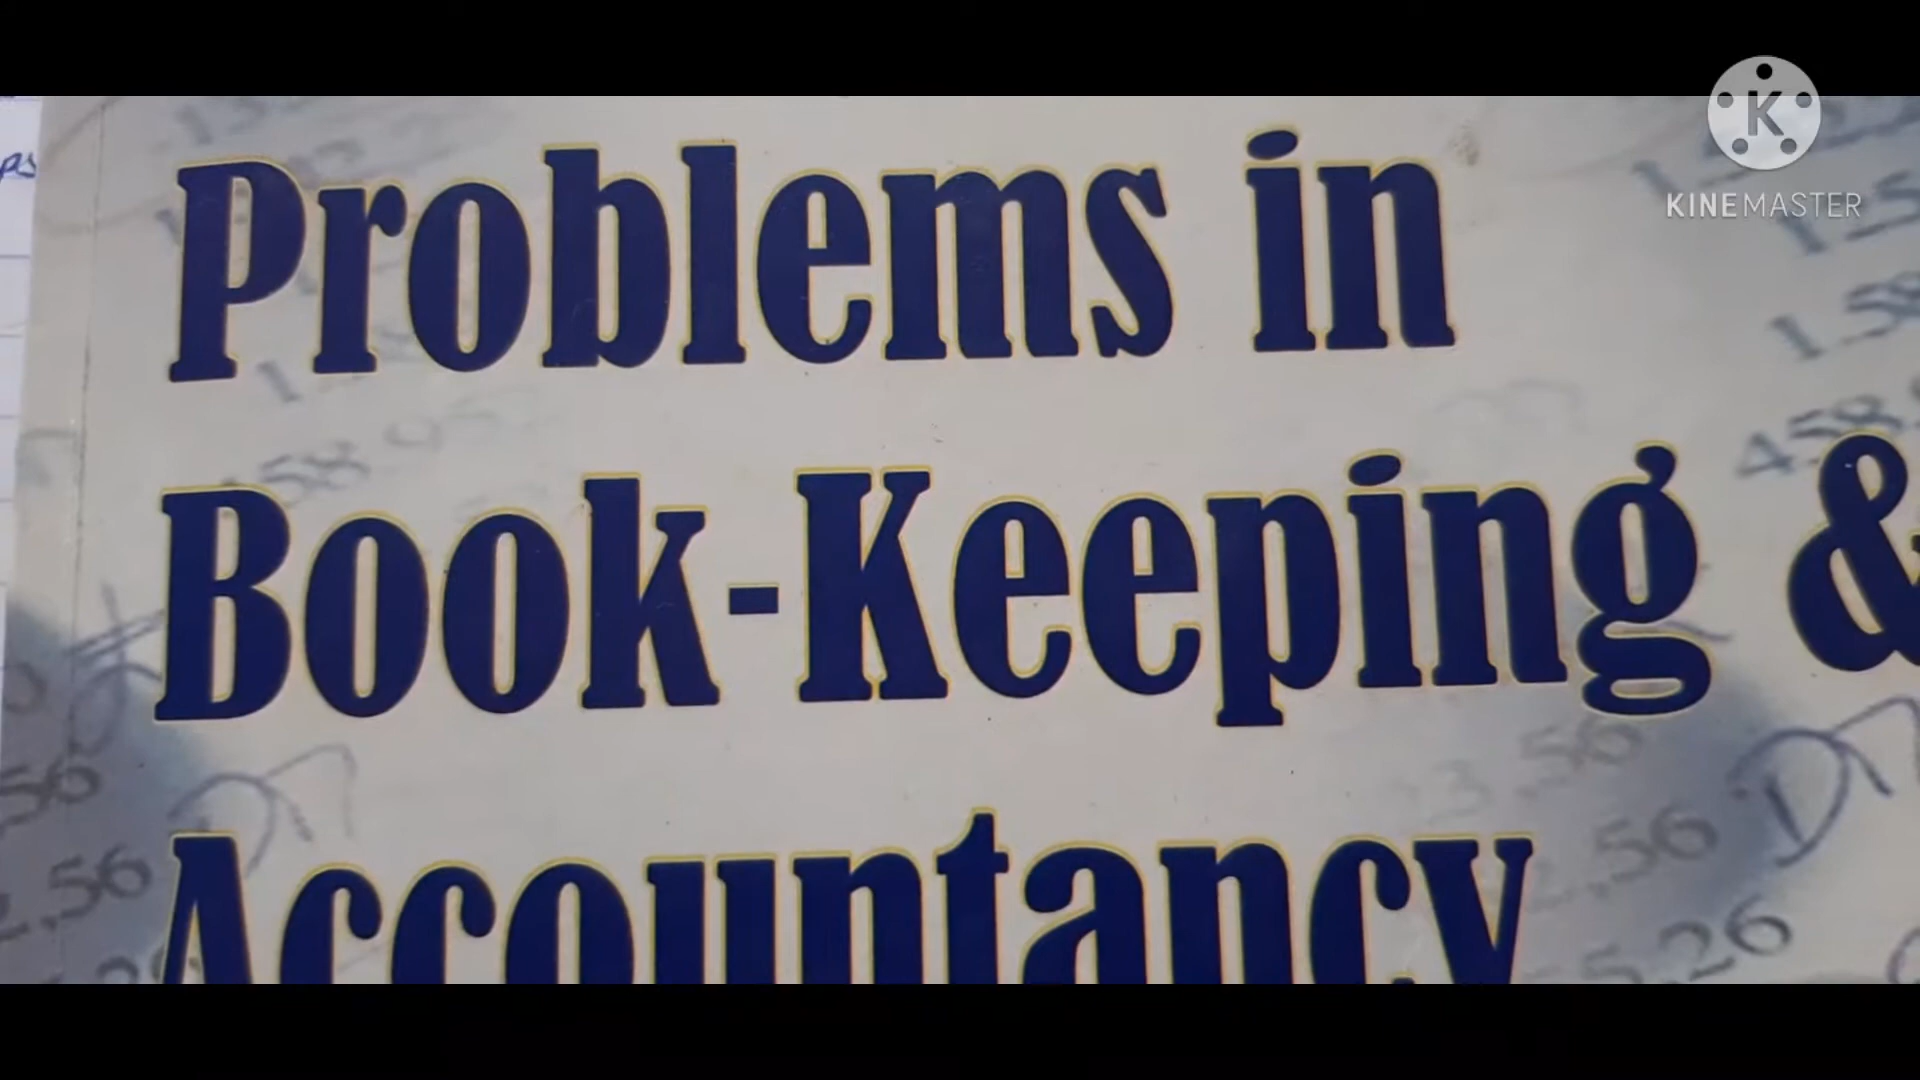 Problems in
Book-Keeping &
Accountancy
K
KINEMASTER